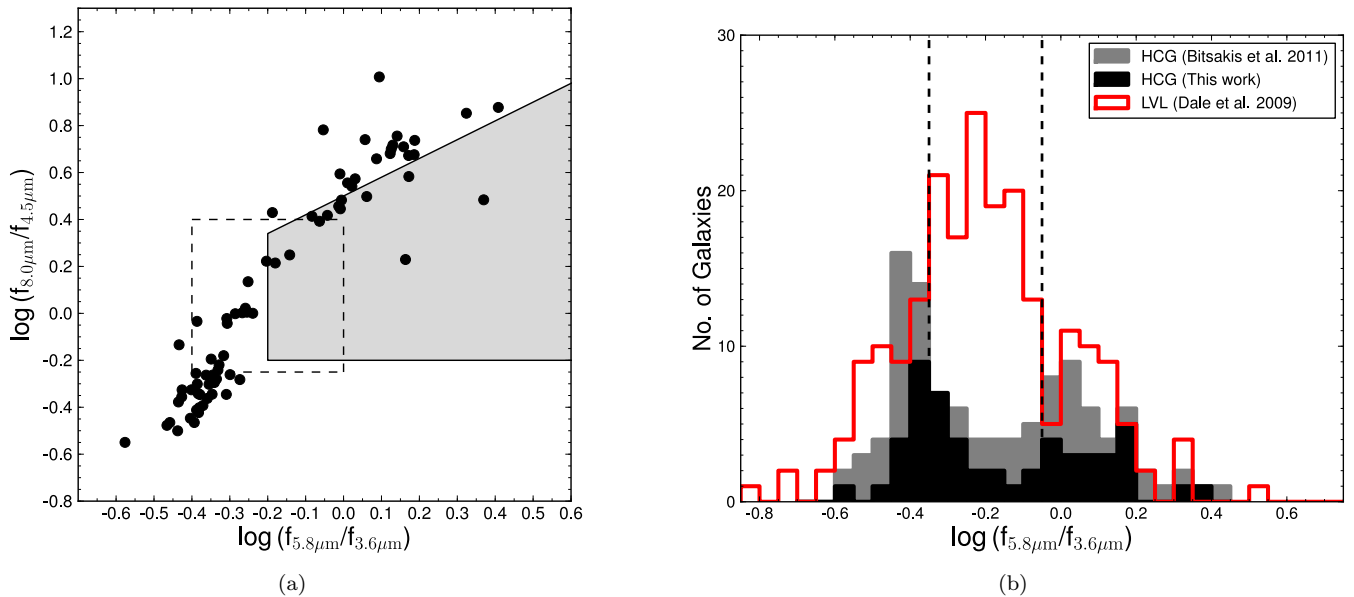 1.2
1.0
0.8
0.6
0.4
0.2
0.0
-0.2
-0.4
-0.6
-0.8
log (f8.0μm/f4.5μm)
-0.6 -0.5 -0.4 -0.3 -0.2 -0.1 0.0 0.1 0.2 0.3 0.4 0.5 0.6
log (f5.8μm/f3.6μm)
(a)
30
20
10
0
No. of Galaxies
HCG (Bitsakis et al. 2011)
HCG (This work)
LVL (Dale et al. 2009)
-0.8 -0.4 -0.2 0.0 0.4 0.6
log (f5.8μm/f3.6μm)
(b)